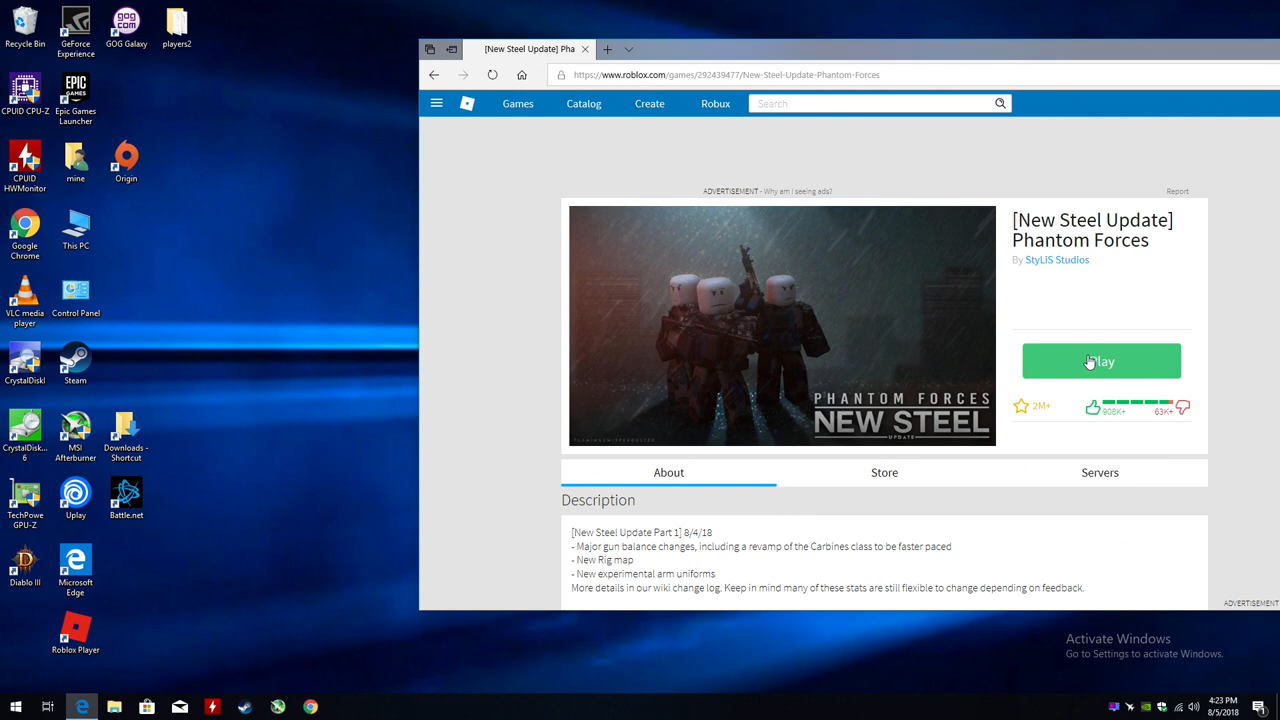 Recycle Bin
GeForce
Experience
GOG Galaxy
players2
CPUID CPU-Z
Epic Games
Launcher
CPUID
HWMonitor
mine
Origin
Google
Chrome
This PC
VLC media
player
Control Panel
CrystalDiskI
Steam
CrystalDisk...
6
MSI
Afterburner
Downloads -
Shortcut
TechPowe
GPU-Z
Uplay
Battle.net
Diablo III
Microsoft
Edge
Roblox Player
[New Steel Update] Pha
https://www.roblox.com/games/292439477/New-Steel-Update-Phantom-Forces
Games
Catalog
Create
Robux
Search
ADVERTISEMENT - Why am i seeing ads?
Report
PHANTOM FORCES
NEW STEEL
UPDATE
[New Steel Update]
Phantom Forces
By StyLiS Studios
Play
2M+
908K+
63K+
About
Store
Servers
Description
[New Steel Update Part 1] 8/4/18
- Major gun balance changes, including a revamp of the Carbines class to be faster paced
- New Rig map
- New experimental arm uniforms
More details in our wiki change log. Keep in mind many of these stats are still flexible to change depending on feedback.
ADVERTISEMENT
Activate Windows
Go to Settings to activate Windows.
4:23 PM
8/5/2018
1